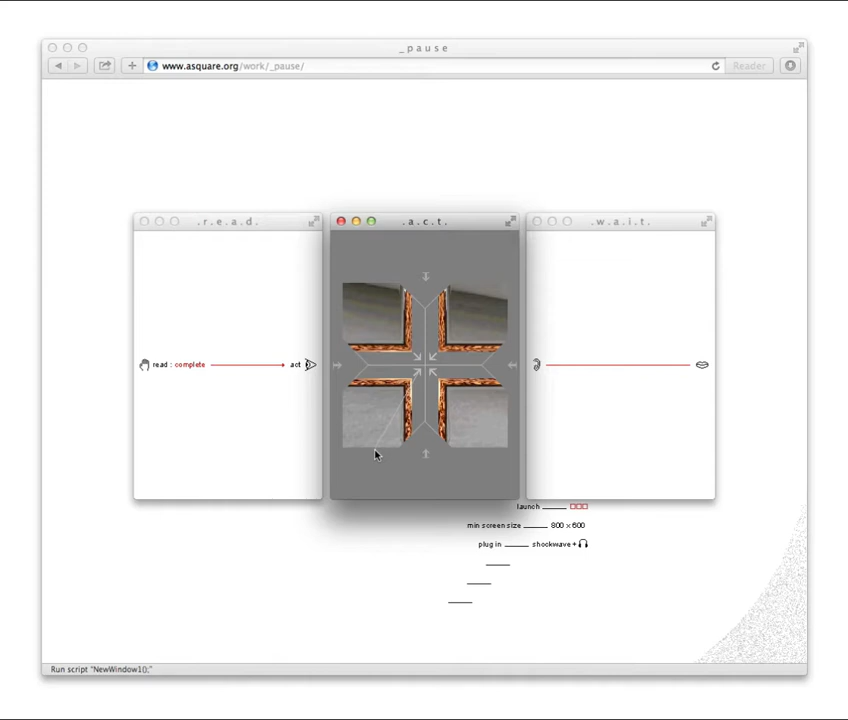 _pause
www.asquare.org/work/_pause/
Reader
.r.e.a.d.
.a.c.t.
.w.a.i.t.
read : complete
act
launch
min screen size
800 x 600
plug in
shockwave +
Run script "NewWindow1();"